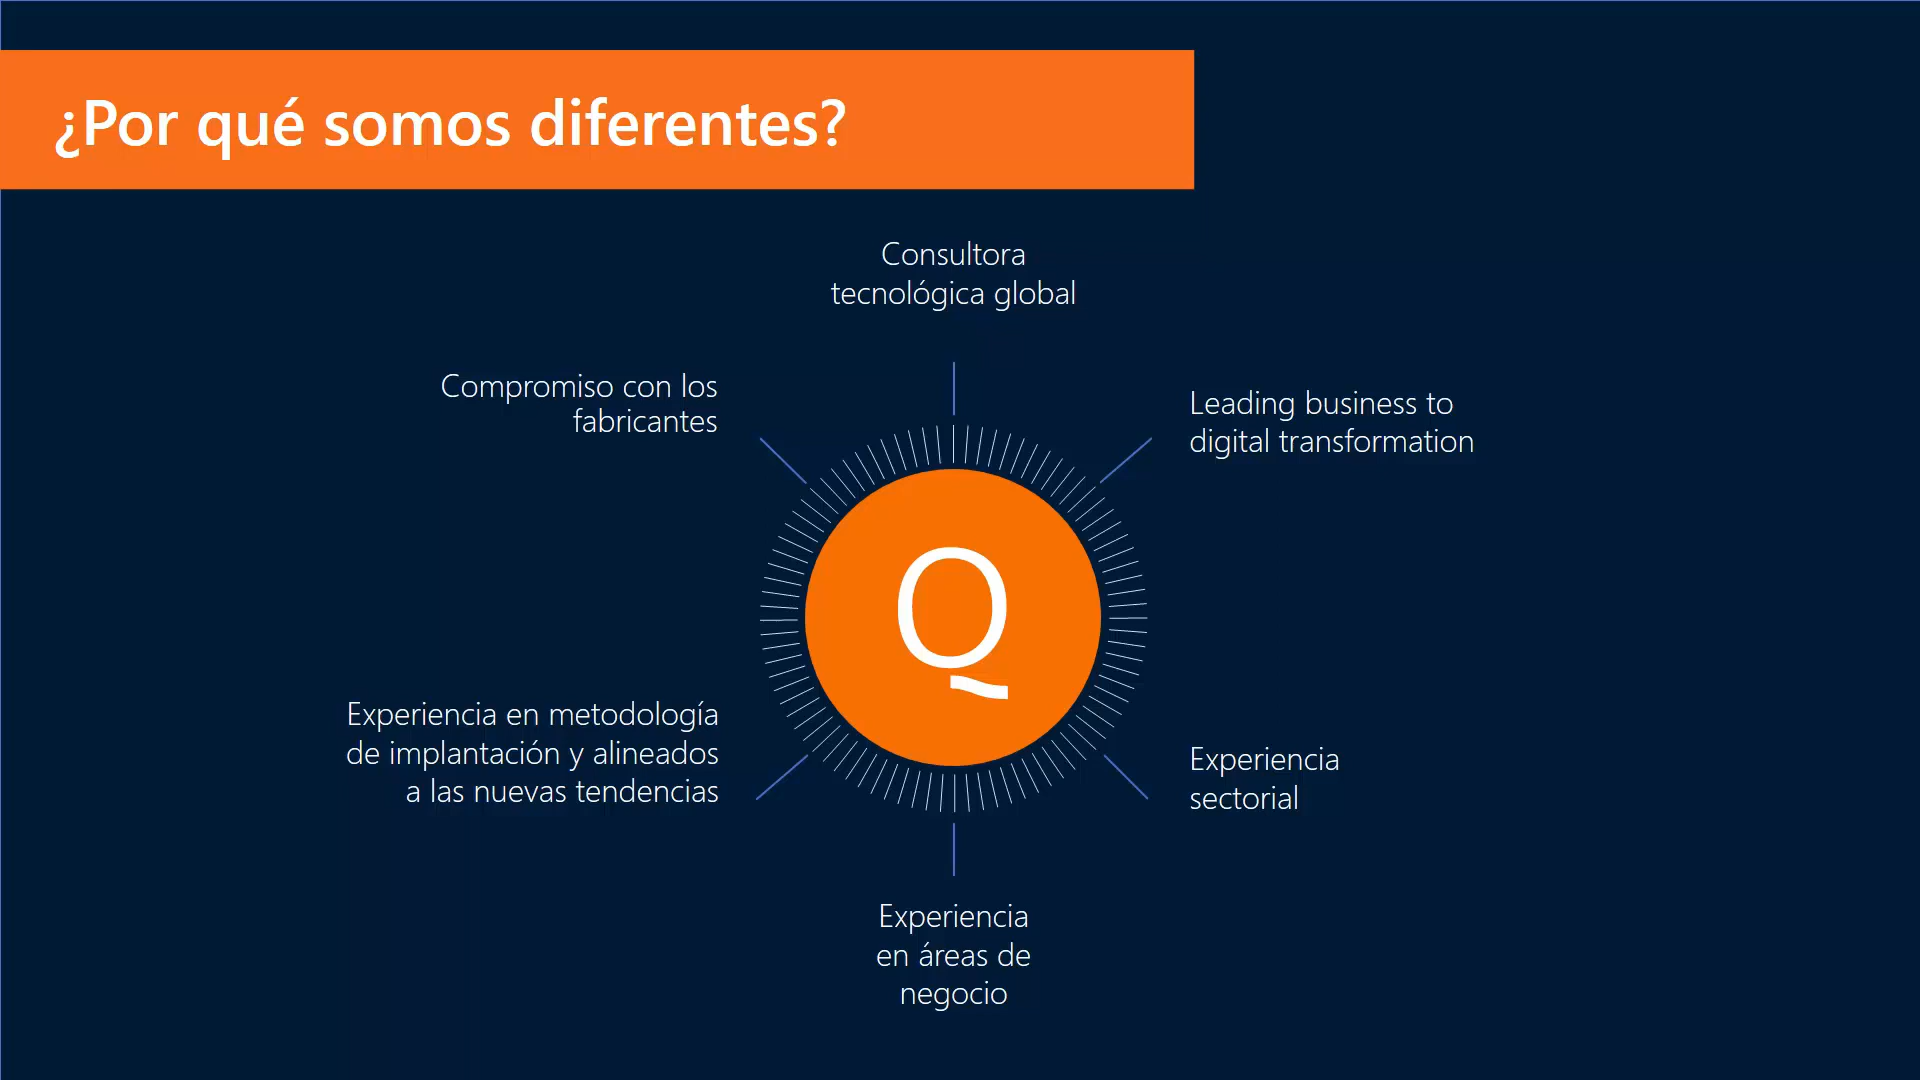 ¿Por qué somos diferentes?
Consultora
tecnológica global
Compromiso con los
fabricantes
Leading business to
digital transformation
Q
Experiencia en metodología
de implantación y alineados
a las nuevas tendencias
Experiencia
sectorial
Experiencia
en áreas de
negocio